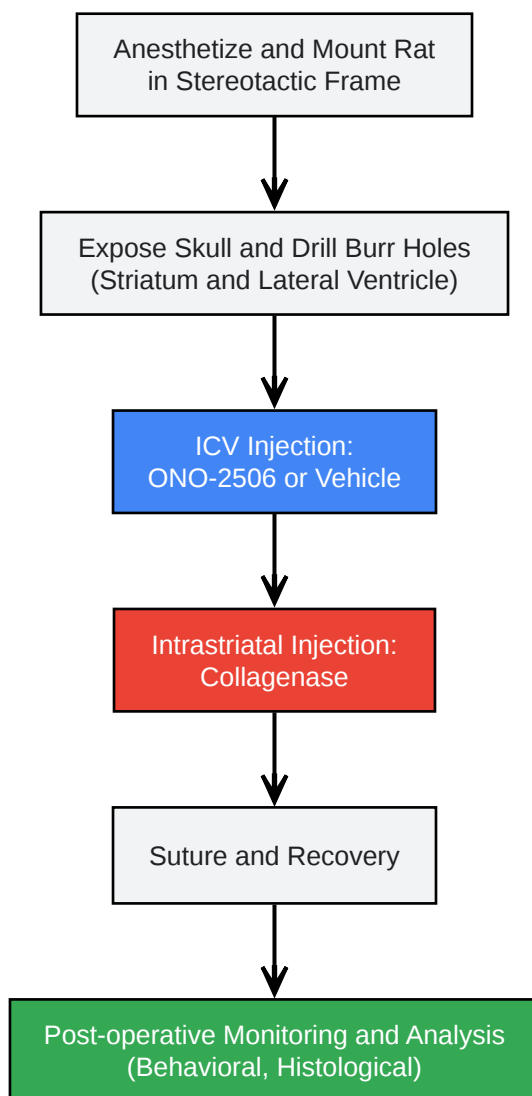 Anesthetize and Mount Rat
in Stereotactic Frame
Expose Skull and Drill Burr Holes
(Striatum and Lateral Ventricle)
ICV Injection:
ONO-2506 or Vehicle
Intrastriatal Injection:
Collagenase
Suture and Recovery
Post-operative Monitoring and Analysis
(Behavioral, Histological)